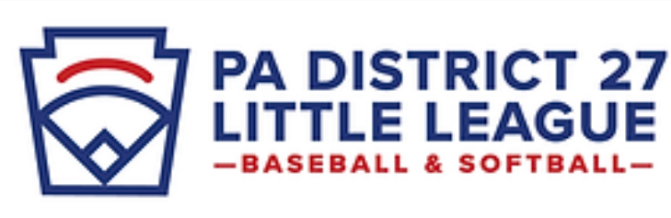 PA DISTRICT 27
LITTLE LEAGUE
—BASEBALL & SOFTBALL—